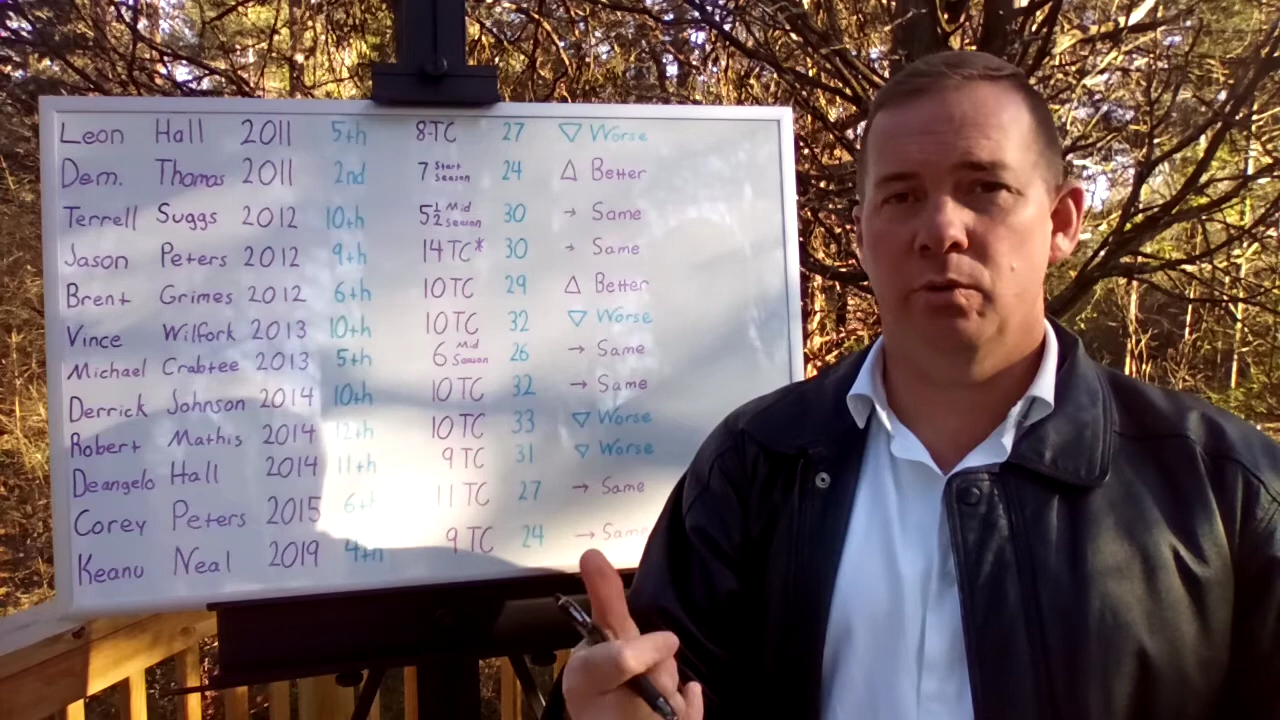 Leon Hall 2011 5th 8-TC 27 ▽ Worse
Dem. Thomas 2011 2nd 7 Start Season 24 △ Better
Terrell Suggs 2012 10th 5½ Mid Season 30 → Same
Jason Peters 2012 9th 14 TC* 30 → Same
Brent Grimes 2012 6th 10 TC 29 △ Better
Vince Wilfork 2013 10th 10 TC 32 ▽ Worse
Michael Crabtee 2013 5th 6 Mid Season 26 → Same
Derrick Johnson 2014 10th 10 TC 32 → Same
Robert Mathis 2014 12th 10 TC 33 ▽ Worse
Deangelo Hall 2014 11th 9 TC 31 ▽ Worse
Corey Peters 2015 6th 11 TC 27 → Same
Keanu Neal 2019 4th 9 TC 24 → Same